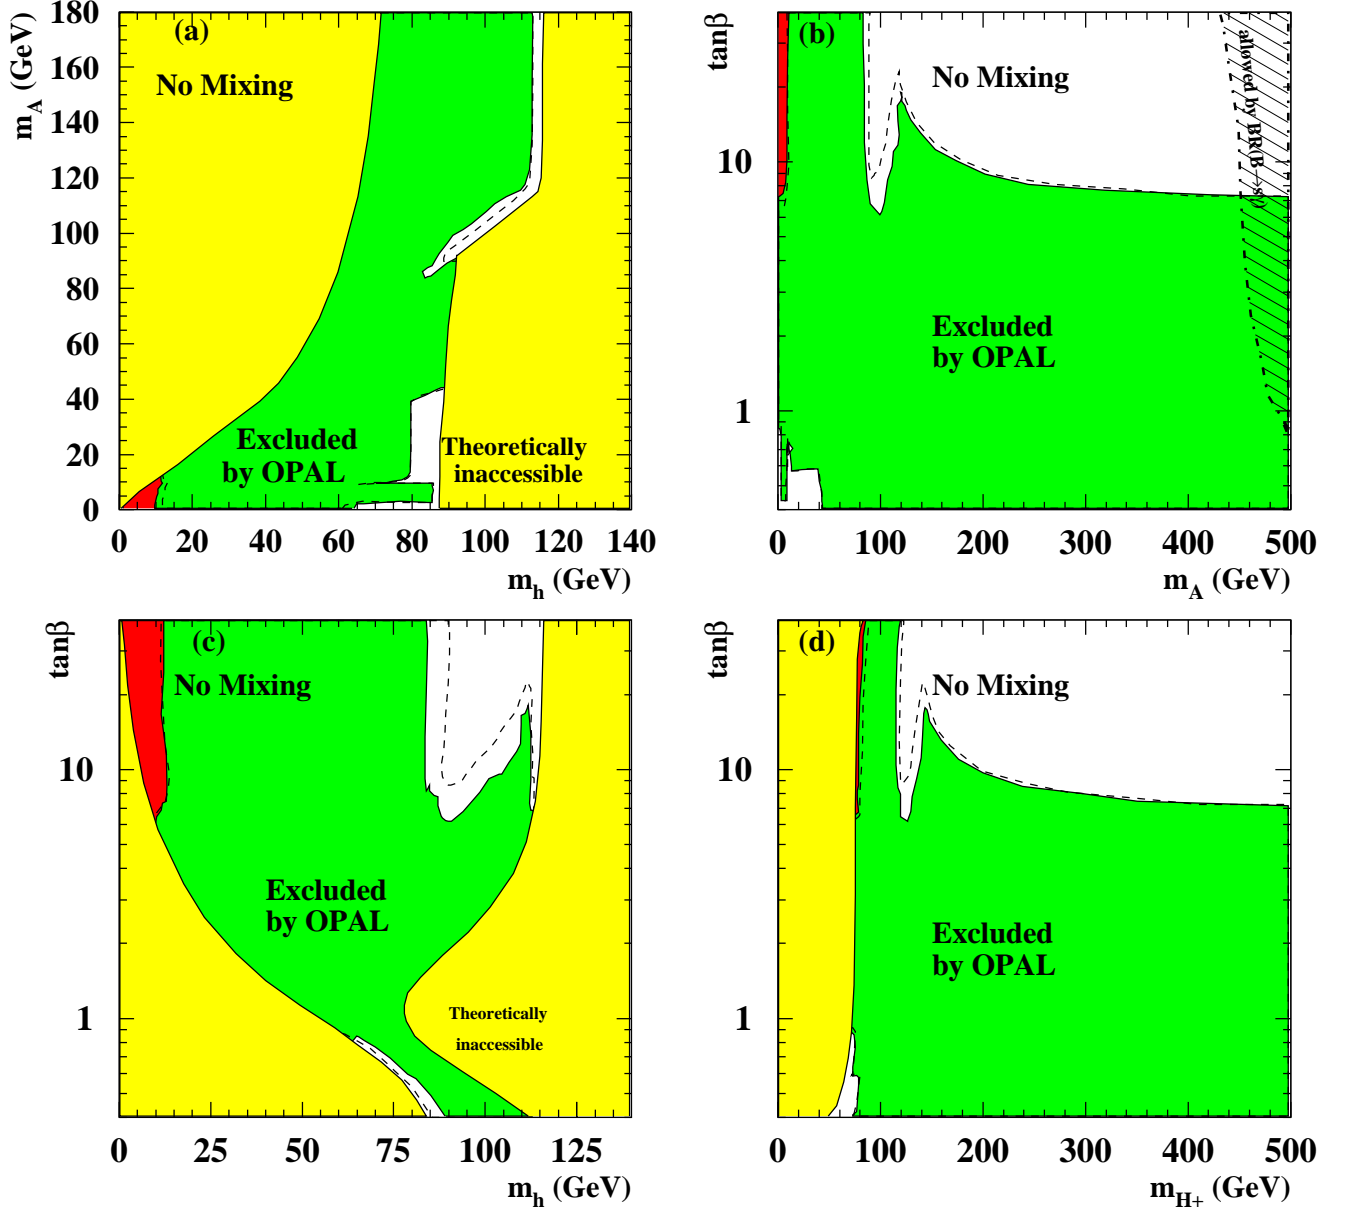 m_A (GeV)
180
160
140
120
100
80
60
40
20
0
(a)
No Mixing
Excluded
by OPAL
Theoretically
inaccessible
0 20 40 60 80 100 120 140
m_h (GeV)
tanβ
10
1
(b)
No Mixing
allowed by BR(B→sγ)
Excluded
by OPAL
0 100 200 300 400 500
m_A (GeV)
tanβ
10
1
(c)
No Mixing
Excluded
by OPAL
Theoretically
inaccessible
0 25 50 75 100 125
m_h (GeV)
tanβ
10
1
(d)
No Mixing
Excluded
by OPAL
0 100 200 300 400 500
m_H+ (GeV)